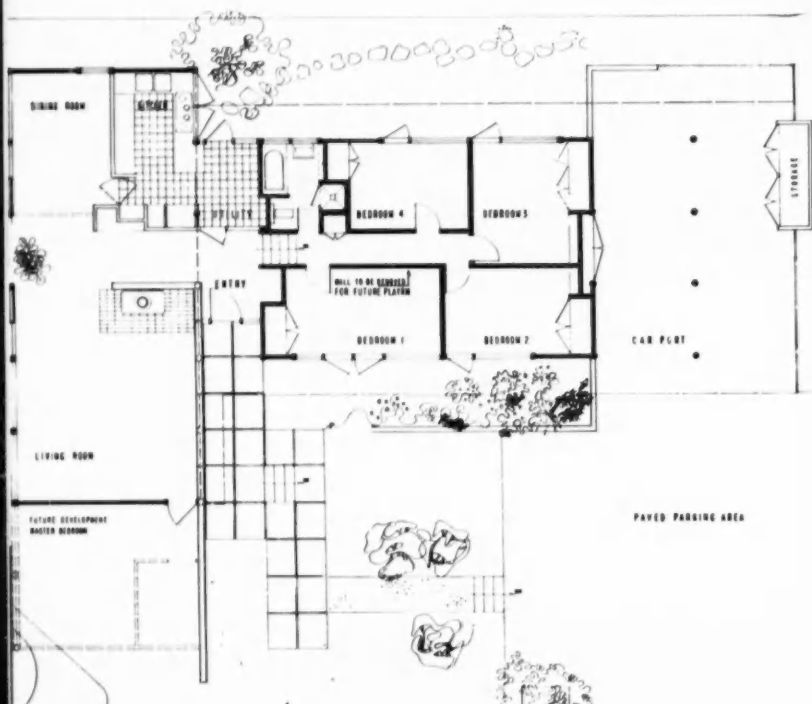 DINING ROOM
KITCHEN
UTILITY
BEDROOM 4
BEDROOM 3
STORAGE
ENTRY
WALL TO BE REMOVED
FOR FUTURE PLAYRM
BEDROOM 1
BEDROOM 2
CAR PORT
LIVING ROOM
FUTURE DEVELOPMENT
MASTER BEDROOM
PAVED PARKING AREA